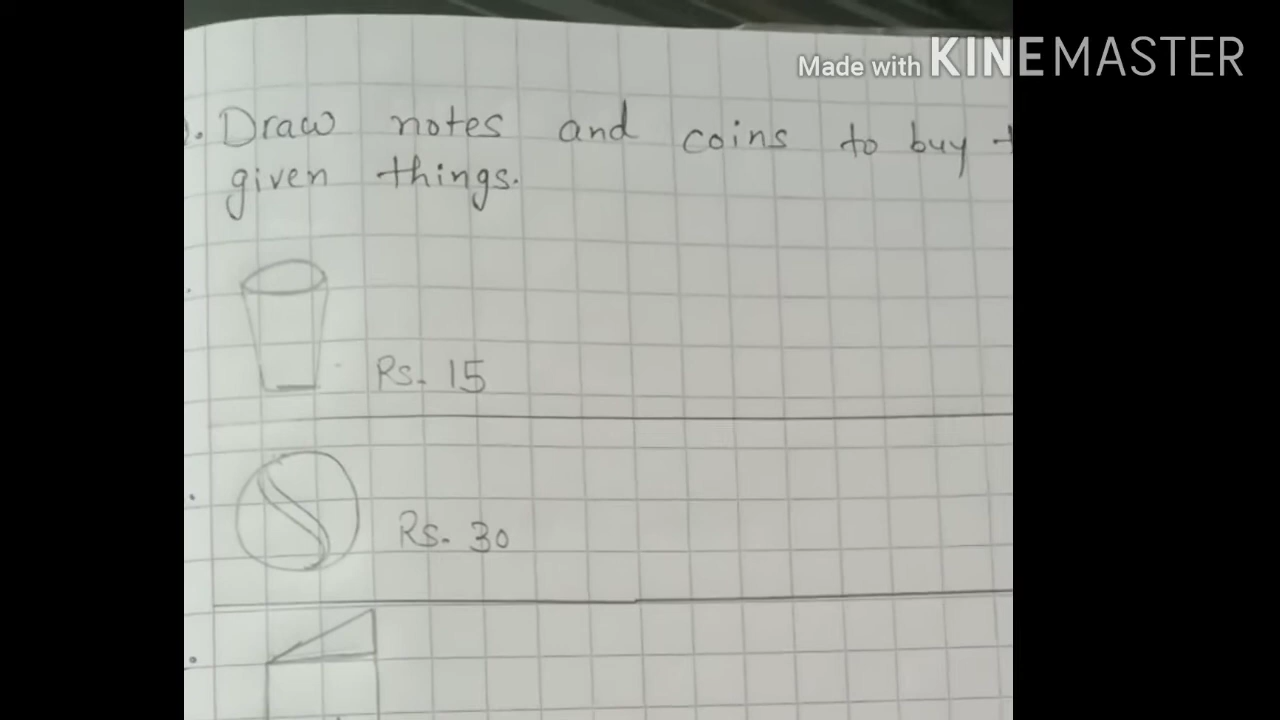 Made with KINEMASTER
. Draw notes and coins to buy
given things.
Rs. 15
Rs. 30